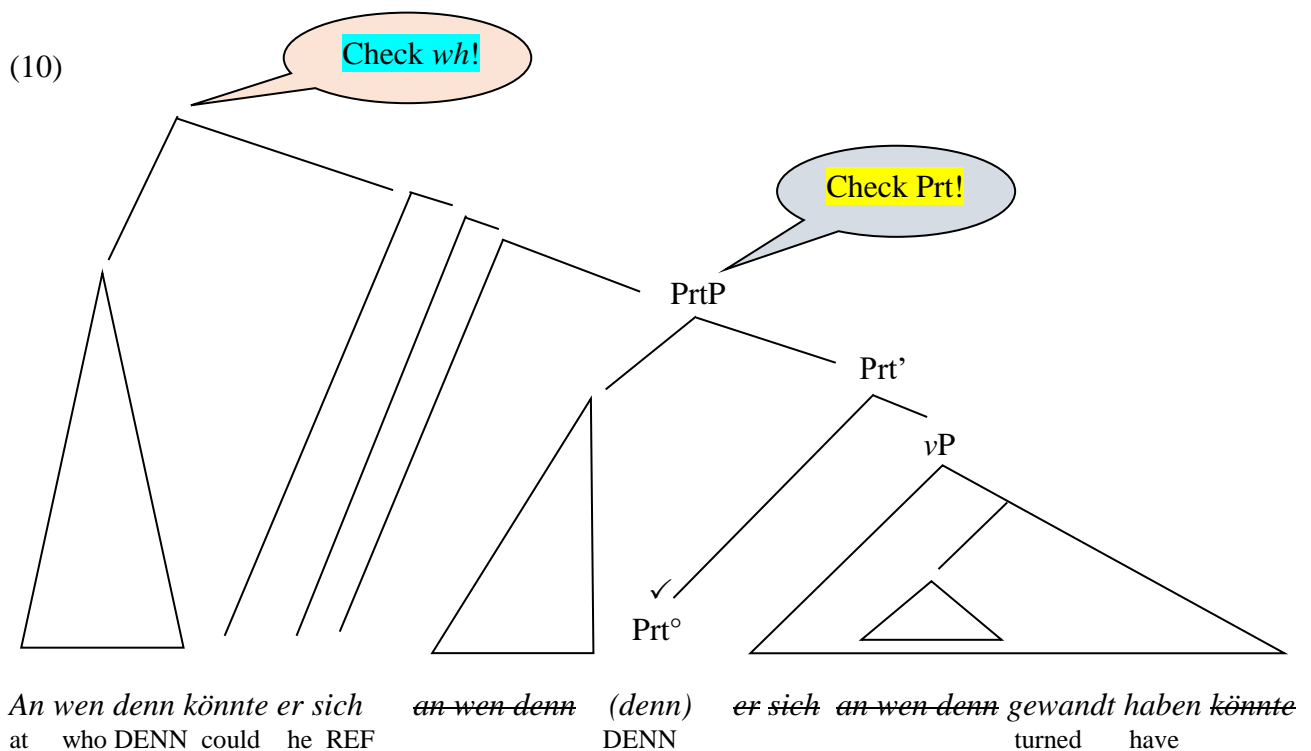 (10)
Check wh!
Check Prt!
PrtP
Prt’
vP
✓
Prt°
An wen denn könnte er sich an wen denn (denn) er sich an wen denn gewandt haben könnte
at who DENN could he REF DENN turned have